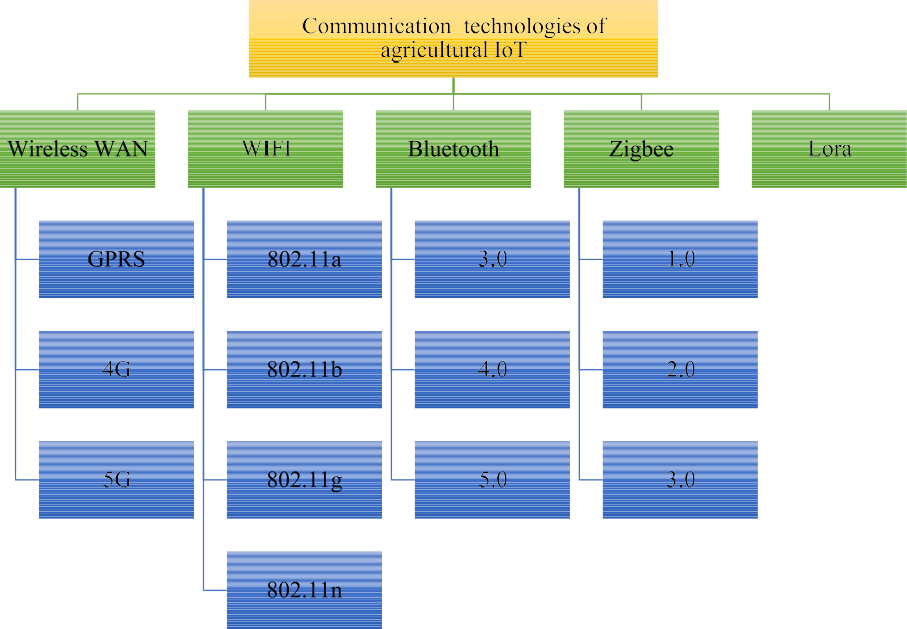 Communication technologies of
agricultural IoT
Wireless WAN
WIFI
Bluetooth
Zigbee
Lora
GPRS
802.11a
3.0
1.0
4G
802.11b
4.0
2.0
5G
802.11g
5.0
3.0
802.11n